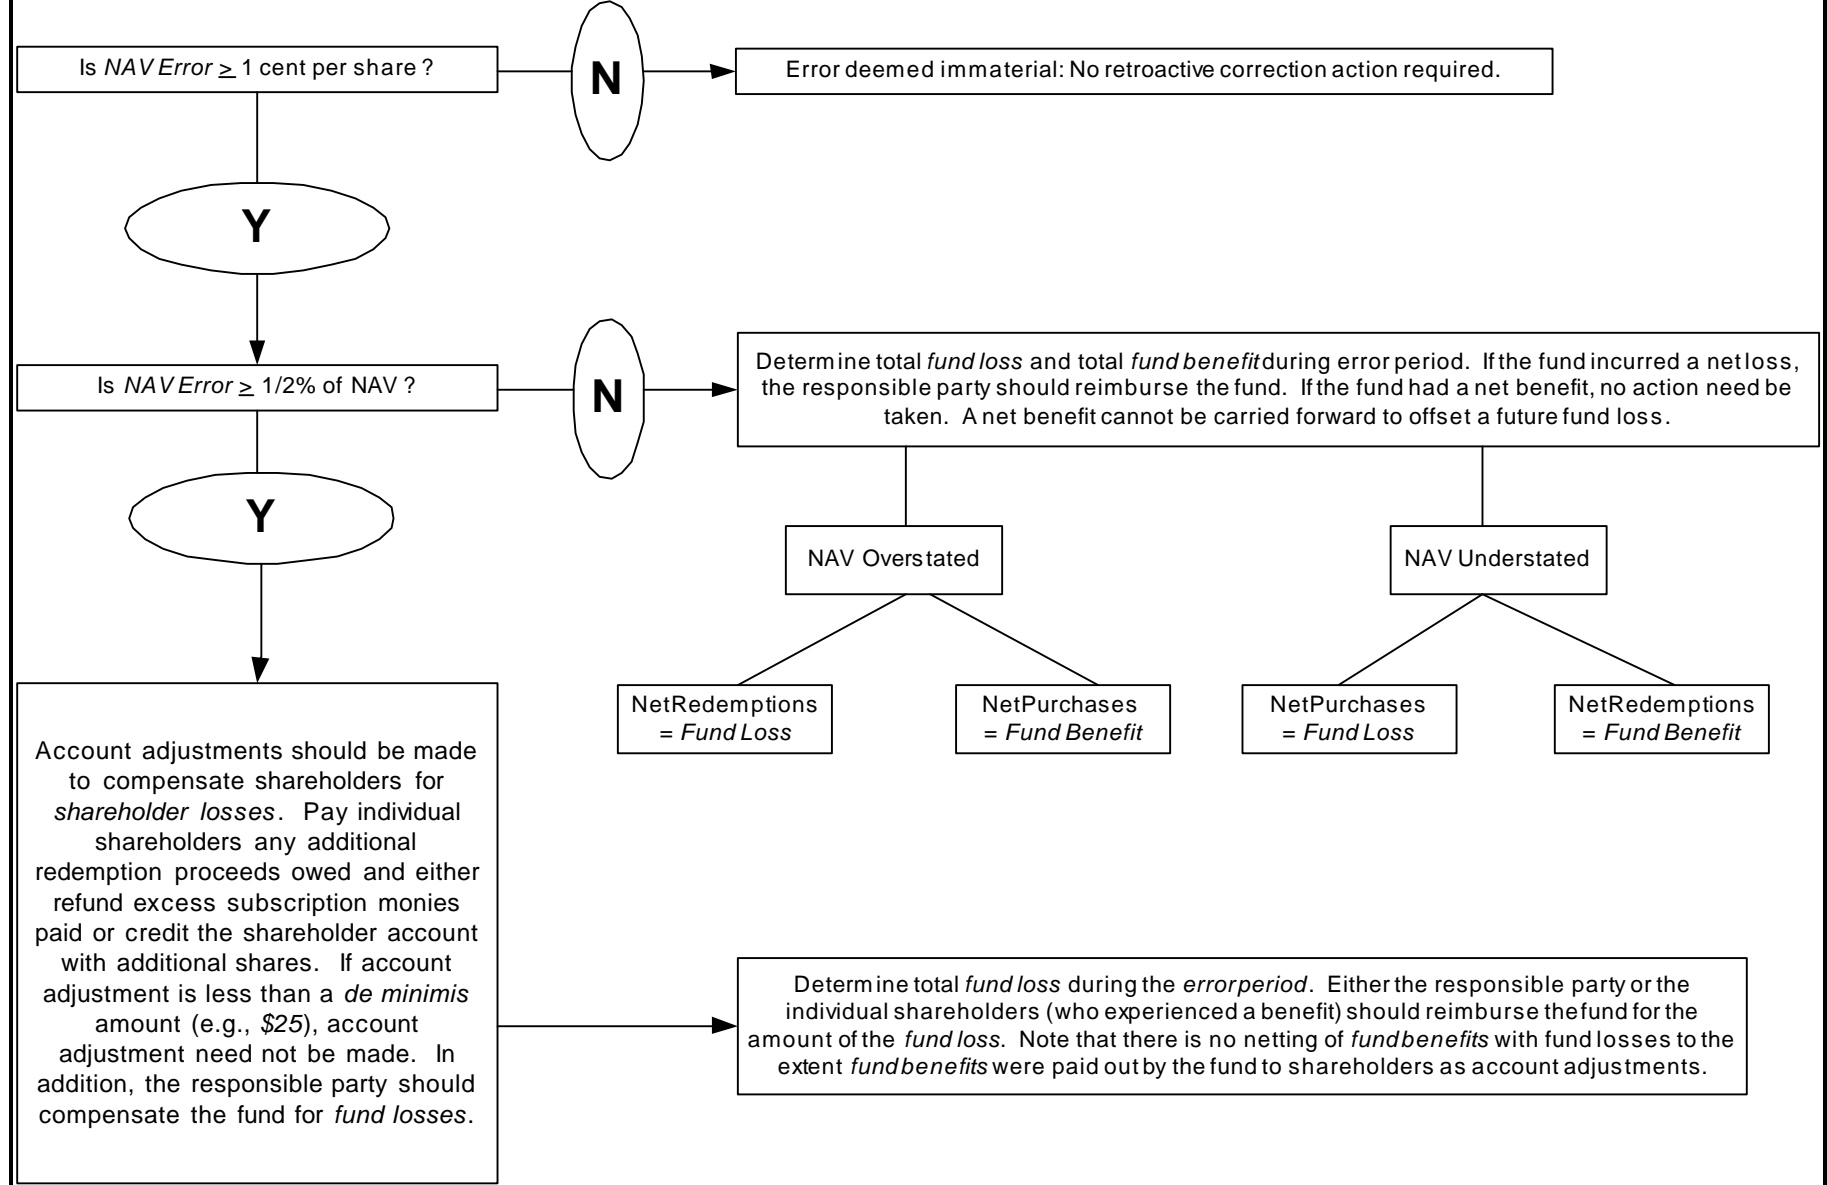 Is NAV Error ≥ 1 cent per share ?
N
Error deemed immaterial: No retroactive correction action required.
Y
Is NAV Error ≥ 1/2% of NAV ?
N
Determine total fund loss and total fund benefit during error period. If the fund incurred a net loss,
the responsible party should reimburse the fund. If the fund had a net benefit, no action need be
taken. A net benefit cannot be carried forward to offset a future fund loss.
Y
NAV Overstated
NAV Understated
Net Redemptions
= Fund Loss
Net Purchases
= Fund Benefit
Net Purchases
= Fund Loss
Net Redemptions
= Fund Benefit
Account adjustments should be made
to compensate shareholders for
shareholder losses. Pay individual
shareholders any additional
redemption proceeds owed and either
refund excess subscription monies
paid or credit the shareholder account
with additional shares. If account
adjustment is less than a de minimis
amount (e.g., $25), account
adjustment need not be made. In
addition, the responsible party should
compensate the fund for fund losses.
Determine total fund loss during the error period. Either the responsible party or the
individual shareholders (who experienced a benefit) should reimburse the fund for the
amount of the fund loss. Note that there is no netting of fund benefits with fund losses to the
extent fund benefits were paid out by the fund to shareholders as account adjustments.